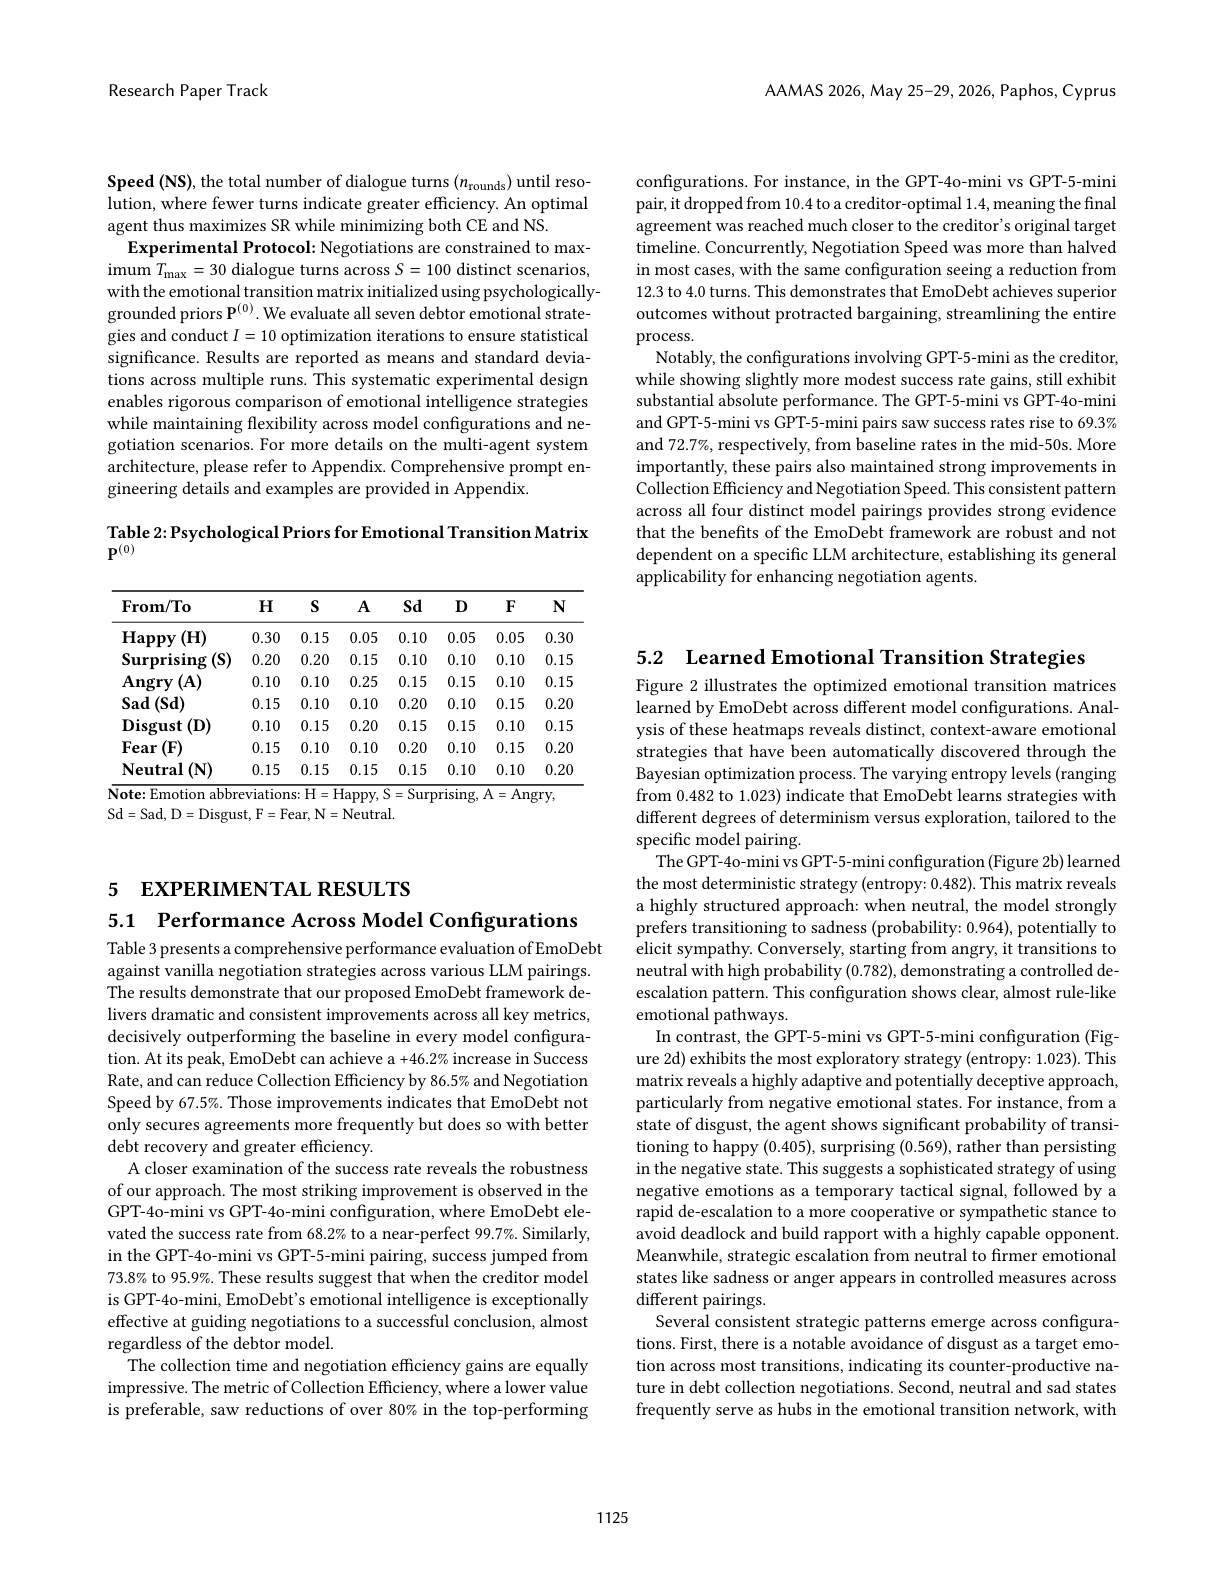 Research Paper Track
AAMAS 2026, May 25–29, 2026, Paphos, Cyprus
Speed (NS), the total number of dialogue turns (n_rounds) until reso-
lution, where fewer turns indicate greater efficiency. An optimal
agent thus maximizes SR while minimizing both CE and NS.
Experimental Protocol: Negotiations are constrained to max-
imum T_max = 30 dialogue turns across S = 100 distinct scenarios,
with the emotional transition matrix initialized using psychologically-
grounded priors P^(0). We evaluate all seven debtor emotional strate-
gies and conduct I = 10 optimization iterations to ensure statistical
significance. Results are reported as means and standard devia-
tions across multiple runs. This systematic experimental design
enables rigorous comparison of emotional intelligence strategies
while maintaining flexibility across model configurations and ne-
gotiation scenarios. For more details on the multi-agent system
architecture, please refer to Appendix. Comprehensive prompt en-
gineering details and examples are provided in Appendix.
Table 2: Psychological Priors for Emotional Transition Matrix
P^(0)
From/To H S A Sd D F N
Happy (H) 0.30 0.15 0.05 0.10 0.05 0.05 0.30
Surprising (S) 0.20 0.20 0.15 0.10 0.10 0.10 0.15
Angry (A) 0.10 0.10 0.25 0.15 0.15 0.10 0.15
Sad (Sd) 0.15 0.10 0.10 0.20 0.10 0.15 0.20
Disgust (D) 0.10 0.15 0.20 0.15 0.15 0.10 0.15
Fear (F) 0.15 0.10 0.10 0.20 0.10 0.15 0.20
Neutral (N) 0.15 0.15 0.15 0.15 0.10 0.10 0.20
Note: Emotion abbreviations: H = Happy, S = Surprising, A = Angry,
Sd = Sad, D = Disgust, F = Fear, N = Neutral.
5 EXPERIMENTAL RESULTS
5.1 Performance Across Model Configurations
Table 3 presents a comprehensive performance evaluation of EmoDebt
against vanilla negotiation strategies across various LLM pairings.
The results demonstrate that our proposed EmoDebt framework de-
livers dramatic and consistent improvements across all key metrics,
decisively outperforming the baseline in every model configura-
tion. At its peak, EmoDebt can achieve a +46.2% increase in Success
Rate, and can reduce Collection Efficiency by 86.5% and Negotiation
Speed by 67.5%. Those improvements indicates that EmoDebt not
only secures agreements more frequently but does so with better
debt recovery and greater efficiency.
A closer examination of the success rate reveals the robustness
of our approach. The most striking improvement is observed in the
GPT-4o-mini vs GPT-4o-mini configuration, where EmoDebt ele-
vated the success rate from 68.2% to a near-perfect 99.7%. Similarly,
in the GPT-4o-mini vs GPT-5-mini pairing, success jumped from
73.8% to 95.9%. These results suggest that when the creditor model
is GPT-4o-mini, EmoDebt's emotional intelligence is exceptionally
effective at guiding negotiations to a successful conclusion, almost
regardless of the debtor model.
The collection time and negotiation efficiency gains are equally
impressive. The metric of Collection Efficiency, where a lower value
is preferable, saw reductions of over 80% in the top-performing
configurations. For instance, in the GPT-4o-mini vs GPT-5-mini
pair, it dropped from 10.4 to a creditor-optimal 1.4, meaning the final
agreement was reached much closer to the creditor's original target
timeline. Concurrently, Negotiation Speed was more than halved
in most cases, with the same configuration seeing a reduction from
12.3 to 4.0 turns. This demonstrates that EmoDebt achieves superior
outcomes without protracted bargaining, streamlining the entire
process.
Notably, the configurations involving GPT-5-mini as the creditor,
while showing slightly more modest success rate gains, still exhibit
substantial absolute performance. The GPT-5-mini vs GPT-4o-mini
and GPT-5-mini vs GPT-5-mini pairs saw success rates rise to 69.3%
and 72.7%, respectively, from baseline rates in the mid-50s. More
importantly, these pairs also maintained strong improvements in
Collection Efficiency and Negotiation Speed. This consistent pattern
across all four distinct model pairings provides strong evidence
that the benefits of the EmoDebt framework are robust and not
dependent on a specific LLM architecture, establishing its general
applicability for enhancing negotiation agents.
5.2 Learned Emotional Transition Strategies
Figure 2 illustrates the optimized emotional transition matrices
learned by EmoDebt across different model configurations. Anal-
ysis of these heatmaps reveals distinct, context-aware emotional
strategies that have been automatically discovered through the
Bayesian optimization process. The varying entropy levels (ranging
from 0.482 to 1.023) indicate that EmoDebt learns strategies with
different degrees of determinism versus exploration, tailored to the
specific model pairing.
The GPT-4o-mini vs GPT-5-mini configuration (Figure 2b) learned
the most deterministic strategy (entropy: 0.482). This matrix reveals
a highly structured approach: when neutral, the model strongly
prefers transitioning to sadness (probability: 0.964), potentially to
elicit sympathy. Conversely, starting from angry, it transitions to
neutral with high probability (0.782), demonstrating a controlled de-
escalation pattern. This configuration shows clear, almost rule-like
emotional pathways.
In contrast, the GPT-5-mini vs GPT-5-mini configuration (Fig-
ure 2d) exhibits the most exploratory strategy (entropy: 1.023). This
matrix reveals a highly adaptive and potentially deceptive approach,
particularly from negative emotional states. For instance, from a
state of disgust, the agent shows significant probability of transi-
tioning to happy (0.405), surprising (0.569), rather than persisting
in the negative state. This suggests a sophisticated strategy of using
negative emotions as a temporary tactical signal, followed by a
rapid de-escalation to a more cooperative or sympathetic stance to
avoid deadlock and build rapport with a highly capable opponent.
Meanwhile, strategic escalation from neutral to firmer emotional
states like sadness or anger appears in controlled measures across
different pairings.
Several consistent strategic patterns emerge across configura-
tions. First, there is a notable avoidance of disgust as a target emo-
tion across most transitions, indicating its counter-productive na-
ture in debt collection negotiations. Second, neutral and sad states
frequently serve as hubs in the emotional transition network, with
1125